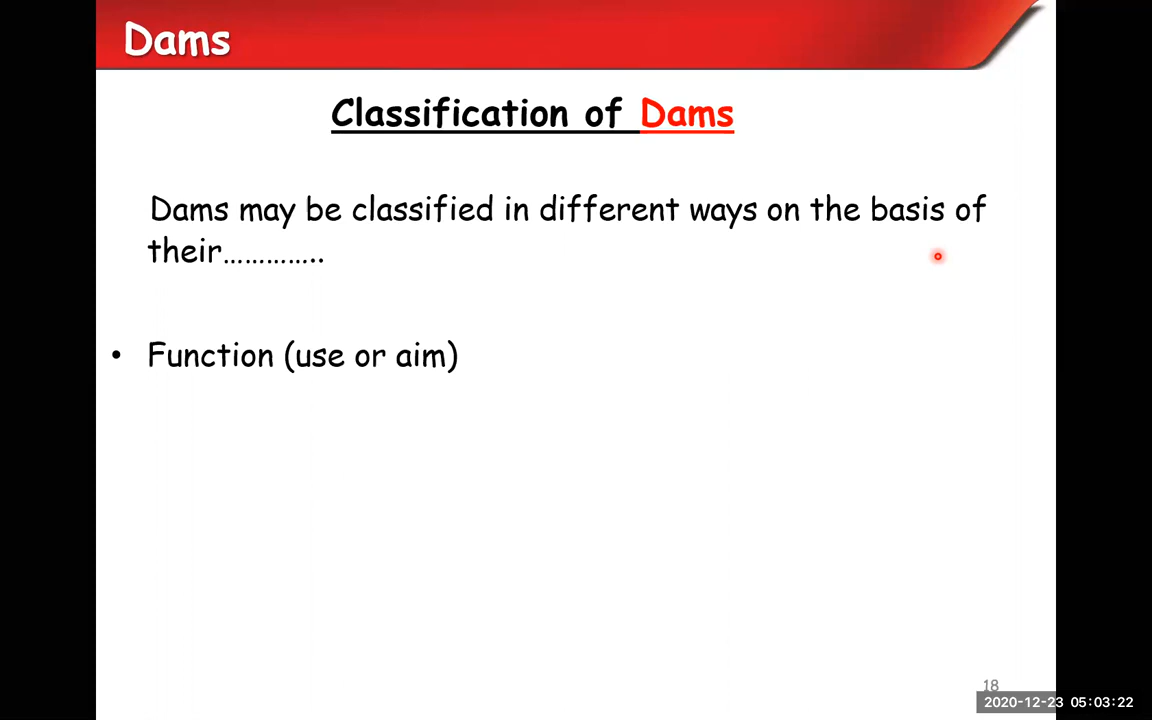 Dams
Classification of Dams
Dams may be classified in different ways on the basis of
their…………..
• Function (use or aim)
18
2020-12-23 05:03:22